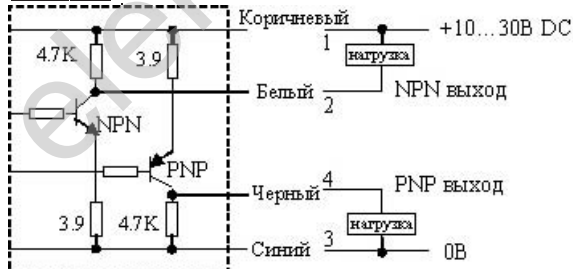 Коричневый 1 +10...30В DC
4.7K 3.9 нагрузка
Белый 2 NPN выход
NPN
PNP
4 PNP выход
Черный
3.9 4.7K нагрузка
Синий 3 0В